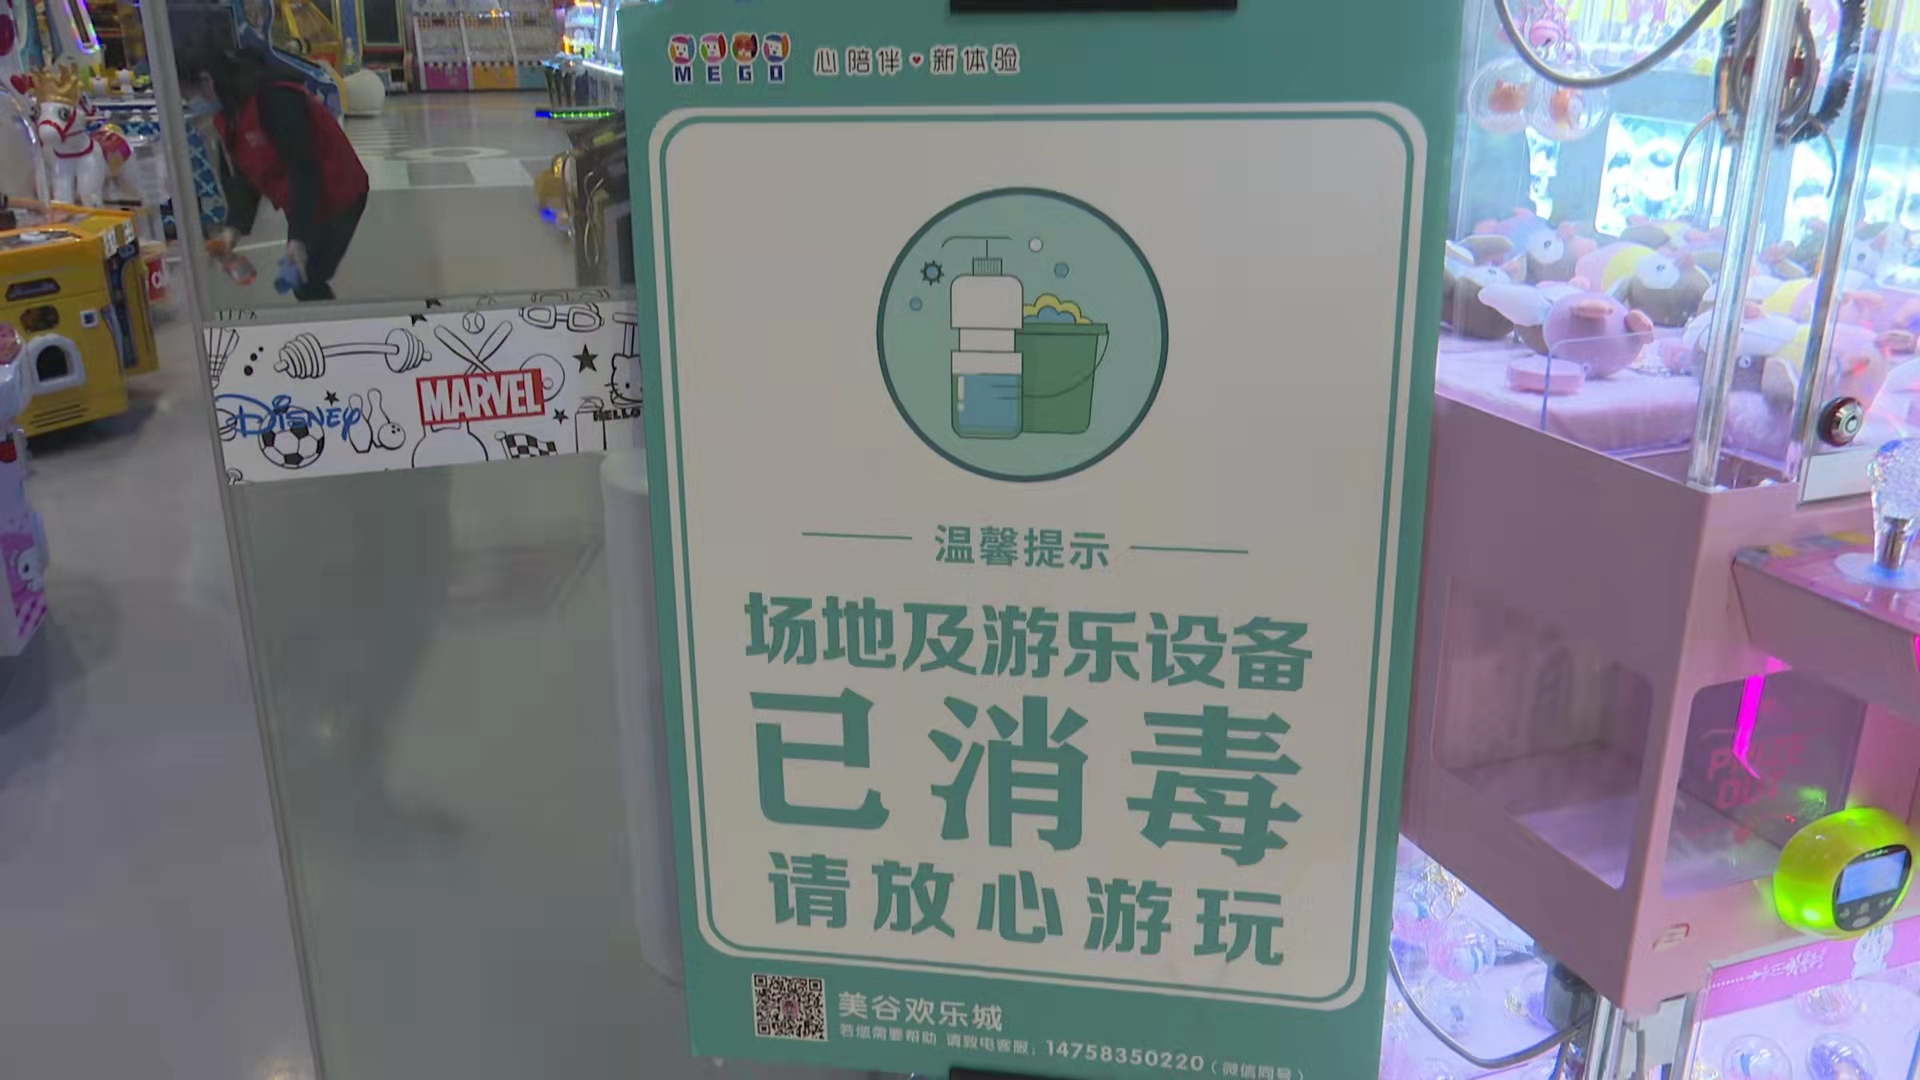 MEGO 心陪伴♥新体验
DISNEY
MARVEL
HELLO
温馨提示
场地及游乐设备
已消毒
请放心游玩
美谷欢乐城
若您需要帮助 请致电客服：14758350220（微信同号）